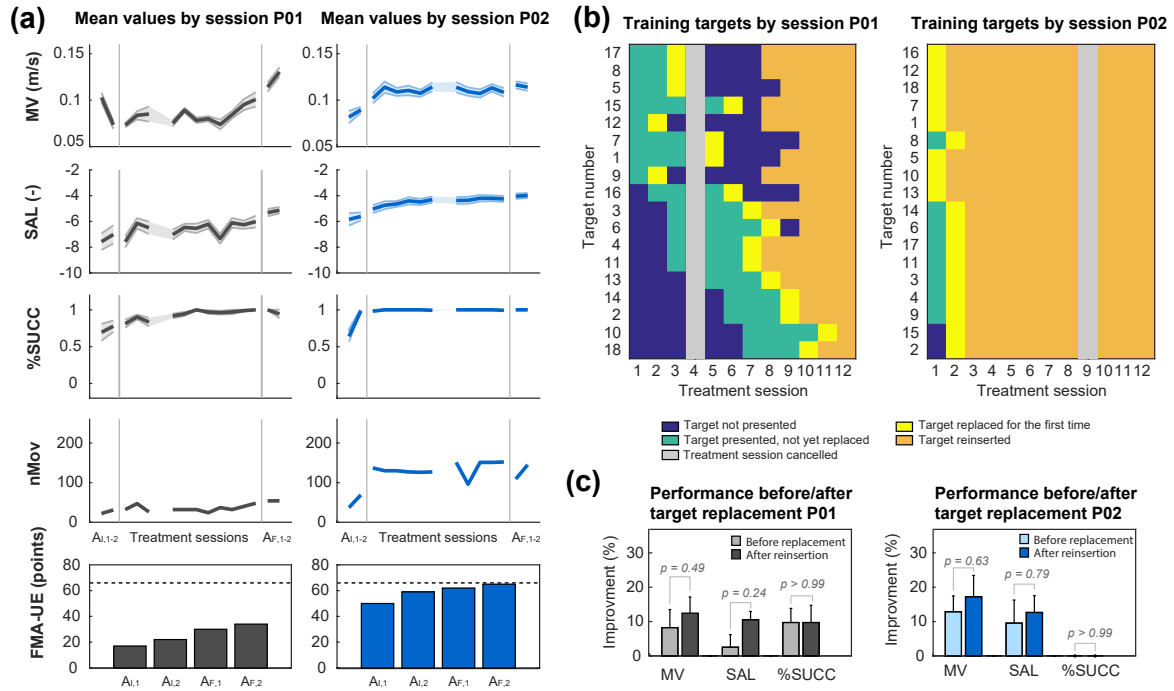 (a)
Mean values by session P01
Mean values by session P02
MV (m/s)
0.15
0.1
0.05
0.15
0.1
0.05
SAL (-)
-2
-4
-6
-8
-10
-2
-4
-6
-8
-10
%SUCC
1
0.5
0
1
0.5
0
nMov
200
100
0
200
100
0
AI,1-2
Treatment sessions
AF,1-2
AI,1-2
Treatment sessions
AF,1-2
FMA-UE (points)
80
60
40
20
0
80
60
40
20
0
AI,1 AI,2 AF,1 AF,2
AI,1 AI,2 AF,1 AF,2
(b)
Training targets by session P01
Training targets by session P02
Target number
17
8
5
15
12
7
1
9
16
3
6
4
11
13
14
2
10
18
1 2 3 4 5 6 7 8 9 10 11 12
Treatment session
Target number
16
12
18
7
1
8
5
10
13
14
6
17
11
3
4
9
15
2
1 2 3 4 5 6 7 8 9 10 11 12
Treatment session
Target not presented
Target presented, not yet replaced
Treatment session cancelled
Target replaced for the first time
Target reinserted
(c)
Performance before/after
target replacement P01
Improvment (%)
40
30
20
10
0
Before replacement
After reinsertion
p = 0.49
p = 0.24
p > 0.99
MV SAL %SUCC
Performance before/after
target replacement P02
Improvment (%)
40
30
20
10
0
Before replacement
After reinsertion
p = 0.63
p = 0.79
p > 0.99
MV SAL %SUCC